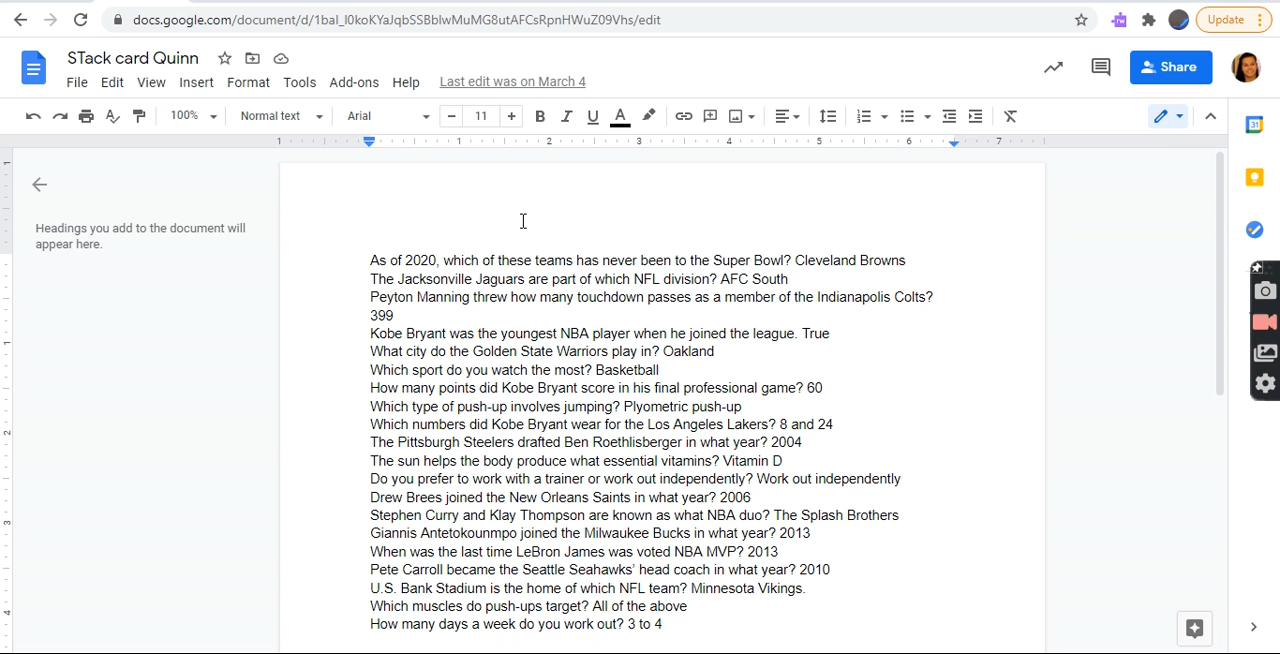 docs.google.com/document/d/1bal_I0koKYaJqbSSBblwMuMG8utAFCsRpnHWuZ09Vhs/edit
Update
STack card Quinn
File Edit View Insert Format Tools Add-ons Help Last edit was on March 4
Share
100% Normal text Arial 11
1 1 2 3 4 5 6 7
Headings you add to the document will
appear here.
As of 2020, which of these teams has never been to the Super Bowl? Cleveland Browns
The Jacksonville Jaguars are part of which NFL division? AFC South
Peyton Manning threw how many touchdown passes as a member of the Indianapolis Colts?
399
Kobe Bryant was the youngest NBA player when he joined the league. True
What city do the Golden State Warriors play in? Oakland
Which sport do you watch the most? Basketball
How many points did Kobe Bryant score in his final professional game? 60
Which type of push-up involves jumping? Plyometric push-up
Which numbers did Kobe Bryant wear for the Los Angeles Lakers? 8 and 24
The Pittsburgh Steelers drafted Ben Roethlisberger in what year? 2004
The sun helps the body produce what essential vitamins? Vitamin D
Do you prefer to work with a trainer or work out independently? Work out independently
Drew Brees joined the New Orleans Saints in what year? 2006
Stephen Curry and Klay Thompson are known as what NBA duo? The Splash Brothers
Giannis Antetokounmpo joined the Milwaukee Bucks in what year? 2013
When was the last time LeBron James was voted NBA MVP? 2013
Pete Carroll became the Seattle Seahawks' head coach in what year? 2010
U.S. Bank Stadium is the home of which NFL team? Minnesota Vikings.
Which muscles do push-ups target? All of the above
How many days a week do you work out? 3 to 4